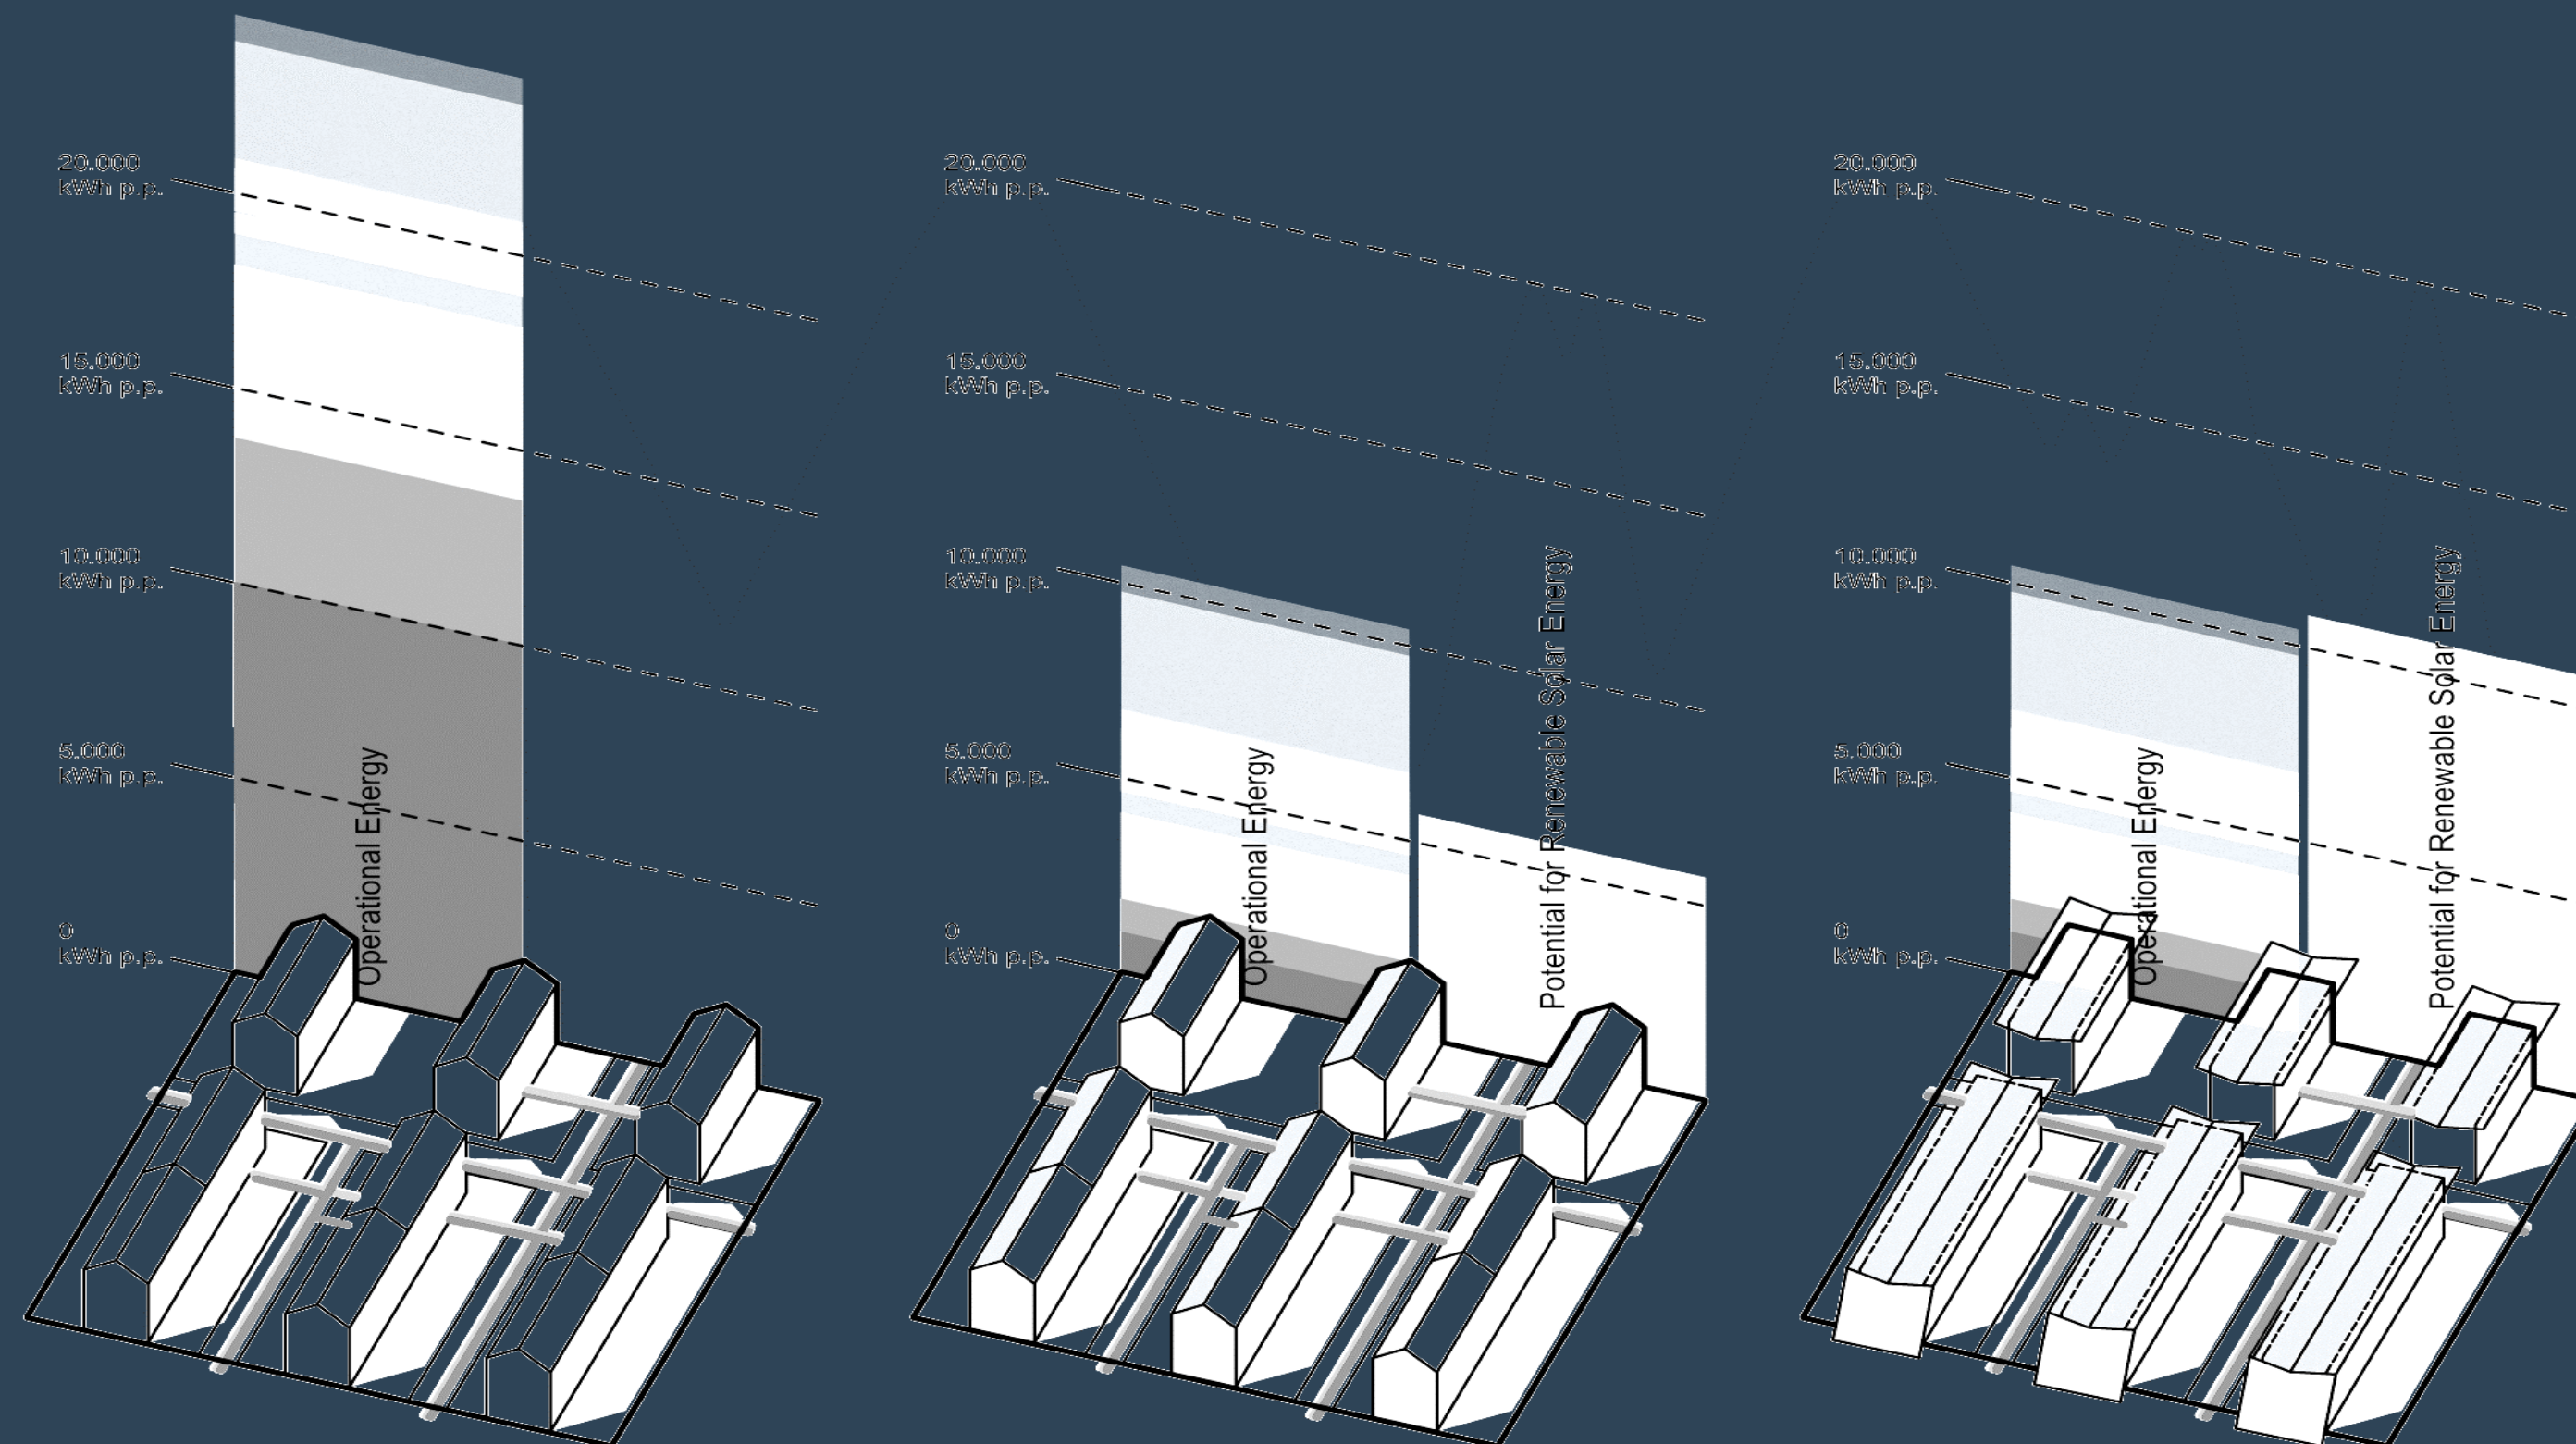 20.000
kWh p.p.
15.000
kWh p.p.
10.000
kWh p.p.
5.000
kWh p.p.
0
kWh p.p.
Operational Energy
20.000
kWh p.p.
15.000
kWh p.p.
10.000
kWh p.p.
5.000
kWh p.p.
0
kWh p.p.
Operational Energy
Potential for Renewable Solar Energy
20.000
kWh p.p.
15.000
kWh p.p.
10.000
kWh p.p.
5.000
kWh p.p.
0
kWh p.p.
Operational Energy
Potential for Renewable Solar Energy